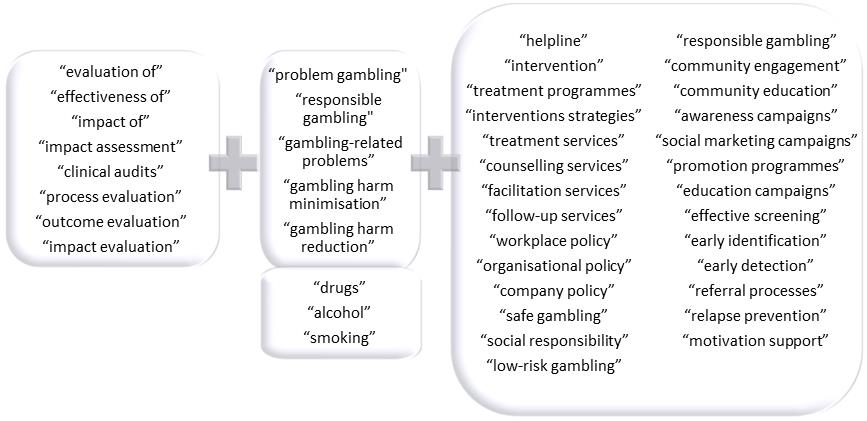 “evaluation of”
“effectiveness of”
“impact of”
“impact assessment”
“clinical audits”
“process evaluation”
“outcome evaluation”
“impact evaluation”
“problem gambling"
“responsible
gambling"
“gambling-related
problems”
“gambling harm
minimisation”
“gambling harm
reduction”
“drugs”
“alcohol”
“smoking”
“helpline”
“intervention”
“treatment programmes”
“interventions strategies”
“treatment services”
“counselling services”
“facilitation services”
“follow-up services”
“workplace policy”
“organisational policy”
“company policy”
“safe gambling”
“social responsibility”
“low-risk gambling”
“responsible gambling”
“community engagement”
“community education”
“awareness campaigns”
“social marketing campaigns”
“promotion programmes”
“education campaigns”
“effective screening”
“early identification”
“early detection”
“referral processes”
“relapse prevention”
“motivation support”